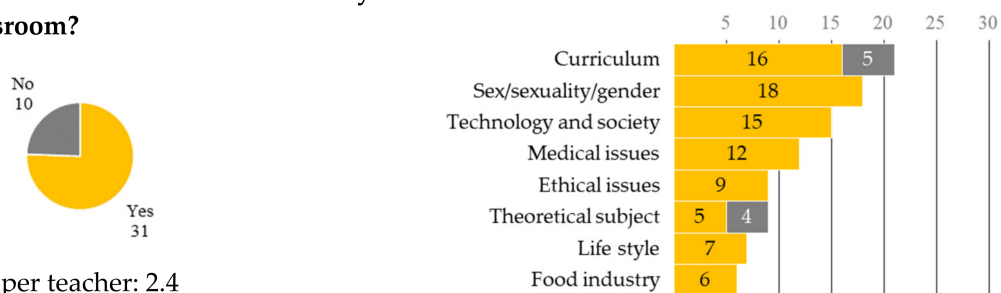 room?
No
10
Yes
31
per teacher: 2.4
5 10 15 20 25 30
Curriculum 16 5
Sex/sexuality/gender 18
Technology and society 15
Medical issues 12
Ethical issues 9
Theoretical subject 5 4
Life style 7
Food industry 6